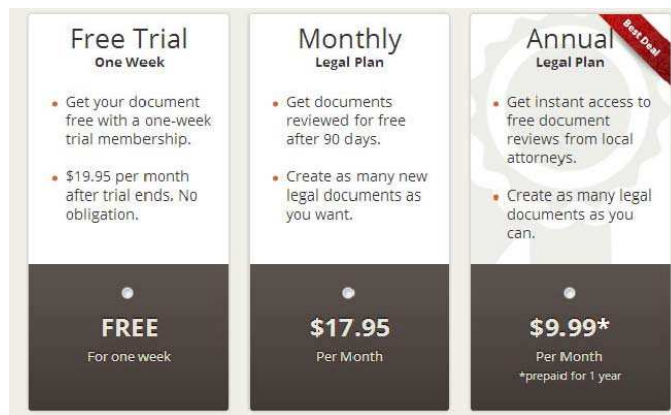 Free Trial
One Week
Get your document
free with a one-week
trial membership.
$19.95 per month
after trial ends. No
obligation.
FREE
For one week
Monthly
Legal Plan
Get documents
reviewed for free
after 90 days.
Create as many new
legal documents as
you want.
$17.95
Per Month
Best Deal
Annual
Legal Plan
Get instant access to
free document
reviews from local
attorneys.
Create as many legal
documents as you
can.
$9.99*
Per Month
*prepaid for 1 year